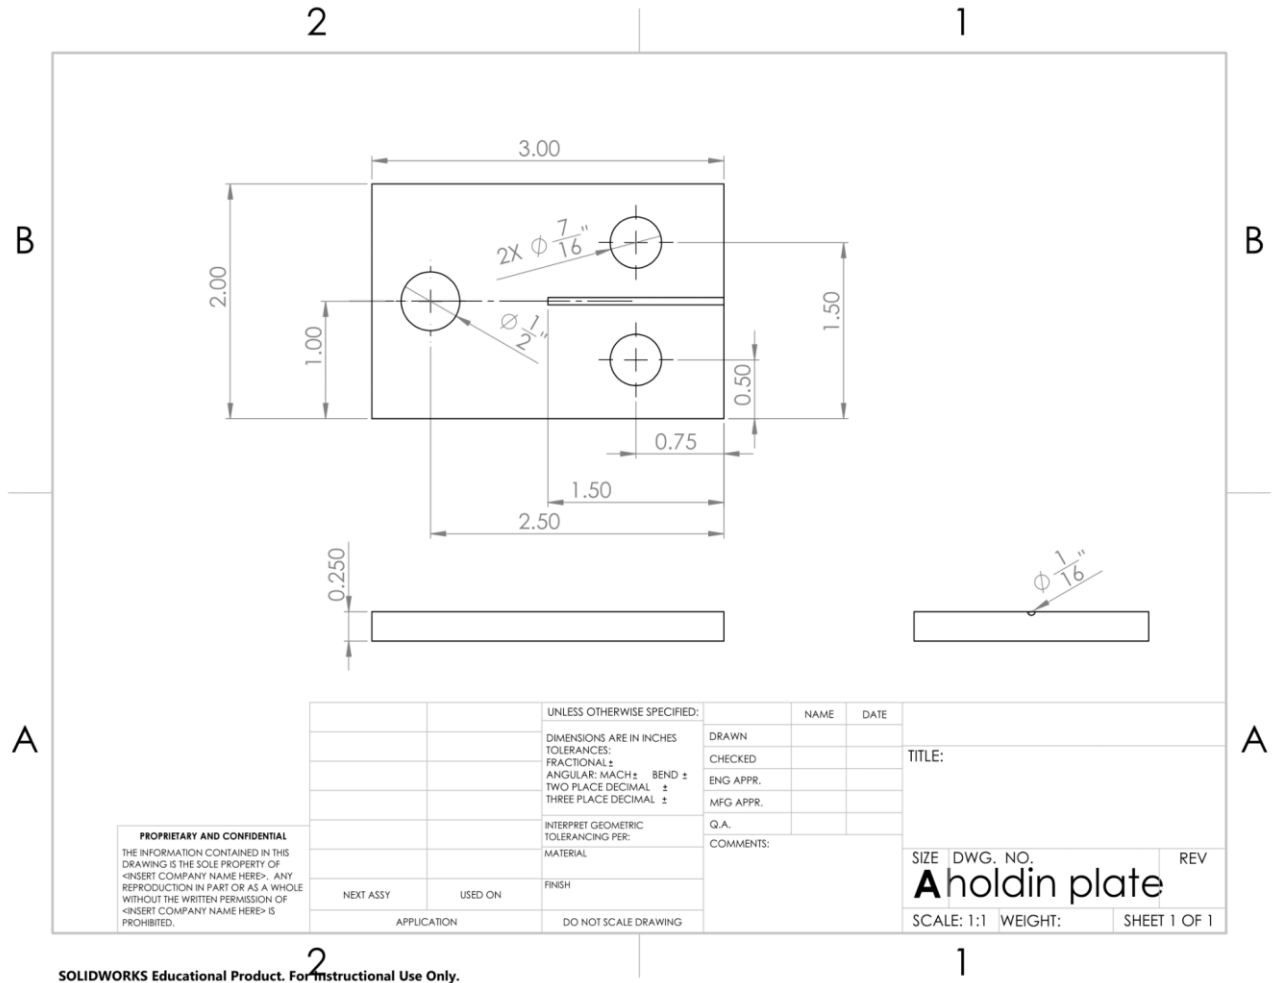 2
1
B
B
3.00
2X Ø 7/16"
2.00
1.00
Ø 1/2"
1.50
0.50
0.75
1.50
2.50
0.250
Ø 1/16"
A
A
UNLESS OTHERWISE SPECIFIED:
DIMENSIONS ARE IN INCHES
TOLERANCES:
FRACTIONAL ±
ANGULAR: MACH ± BEND ±
TWO PLACE DECIMAL ±
THREE PLACE DECIMAL ±
INTERPRET GEOMETRIC
TOLERANCING PER:
MATERIAL
FINISH
DO NOT SCALE DRAWING
NAME DATE
DRAWN
CHECKED
ENG APPR.
MFG APPR.
Q.A.
COMMENTS:
TITLE:
SIZE DWG. NO. REV
A holdin plate
SCALE: 1:1 WEIGHT: SHEET 1 OF 1
PROPRIETARY AND CONFIDENTIAL
THE INFORMATION CONTAINED IN THIS
DRAWING IS THE SOLE PROPERTY OF
<INSERT COMPANY NAME HERE>. ANY
REPRODUCTION IN PART OR AS A WHOLE
WITHOUT THE WRITTEN PERMISSION OF
<INSERT COMPANY NAME HERE> IS
PROHIBITED.
NEXT ASSY USED ON
APPLICATION
2
1
SOLIDWORKS Educational Product. For Instructional Use Only.